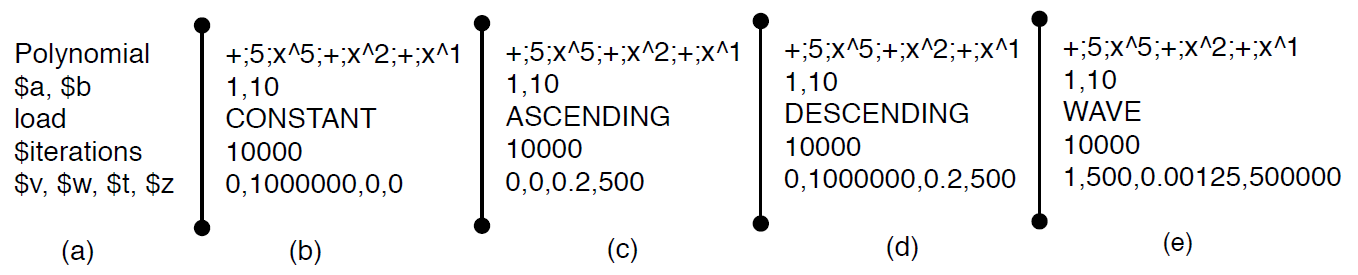 Polynomial
$a, $b
load
$iterations
$v, $w, $t, $z
(a)
+;5;x^5;+;x^2;+;x^1
1,10
CONSTANT
10000
0,1000000,0,0
(b)
+;5;x^5;+;x^2;+;x^1
1,10
ASCENDING
10000
0,0,0.2,500
(c)
+;5;x^5;+;x^2;+;x^1
1,10
DESCENDING
10000
0,1000000,0.2,500
(d)
+;5;x^5;+;x^2;+;x^1
1,10
WAVE
10000
1,500,0.00125,500000
(e)